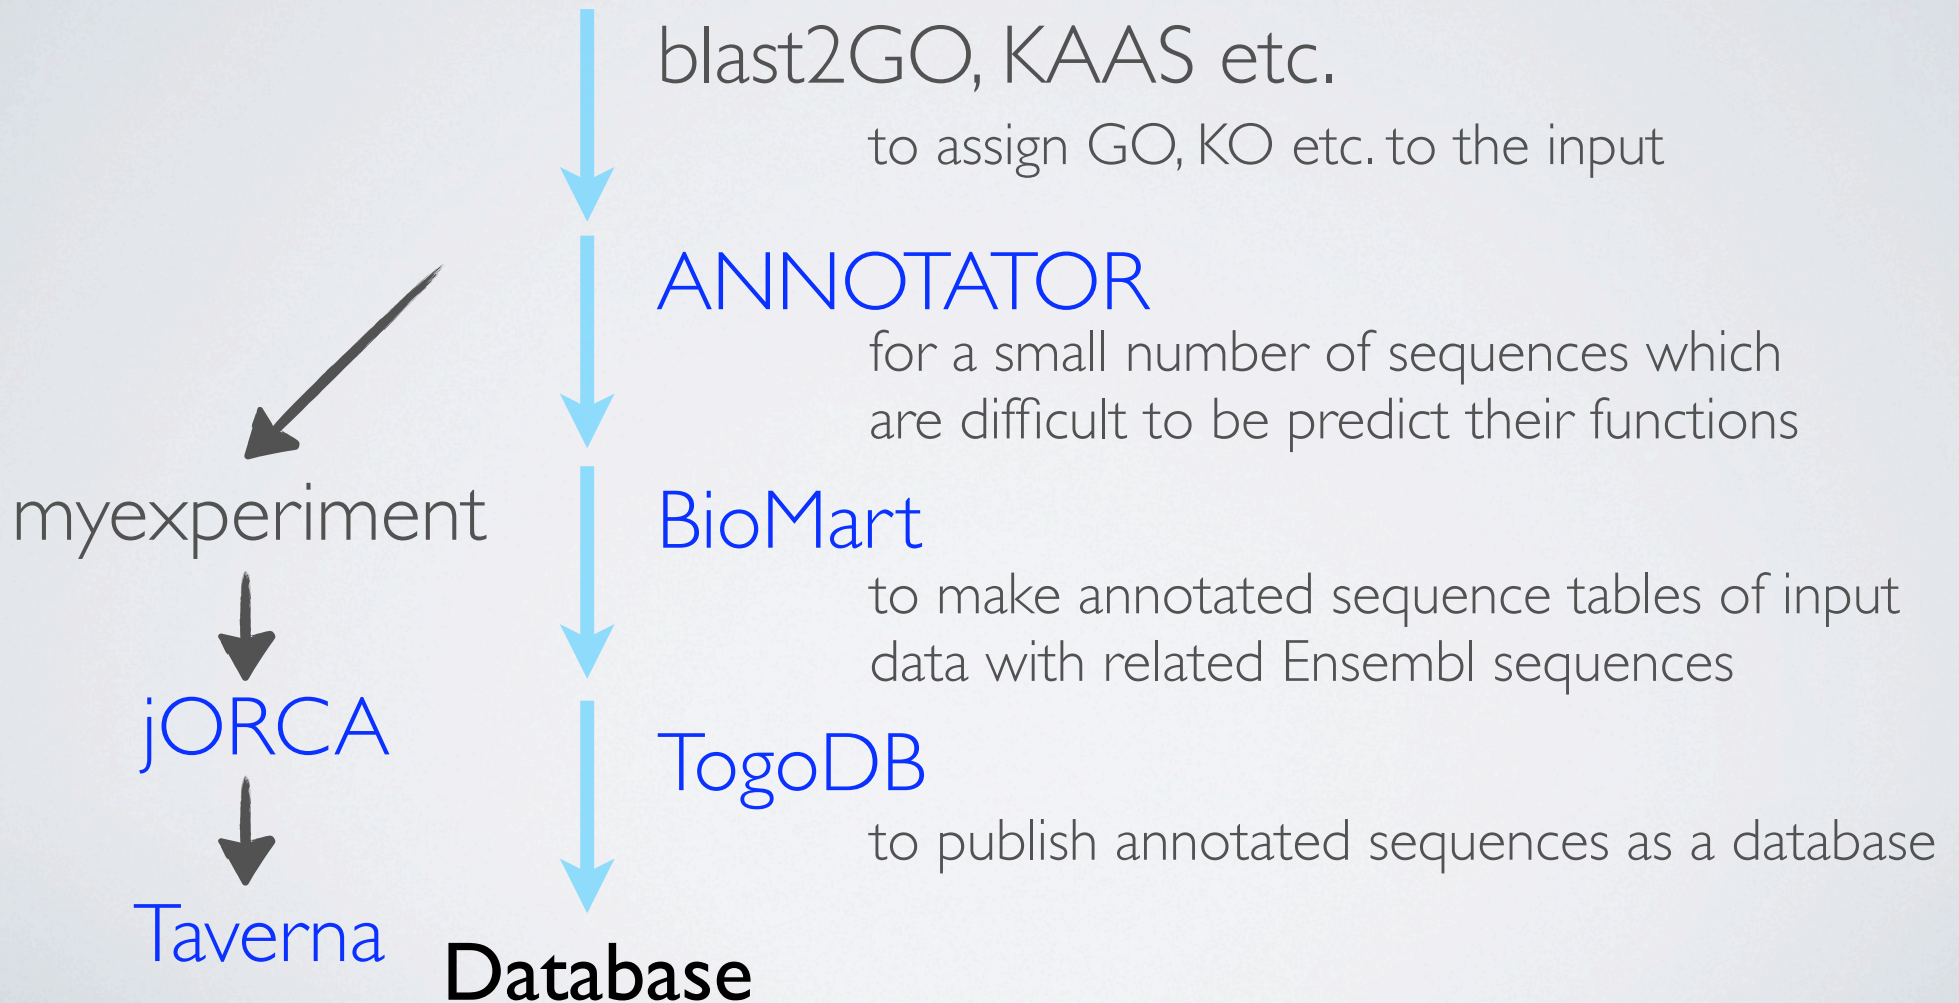 blast2GO, KAAS etc.
to assign GO, KO etc. to the input
ANNOTATOR
for a small number of sequences which
are difficult to be predict their functions
BioMart
to make annotated sequence tables of input
data with related Ensembl sequences
TogoDB
to publish annotated sequences as a database
myexperiment
jORCA
Taverna
Database